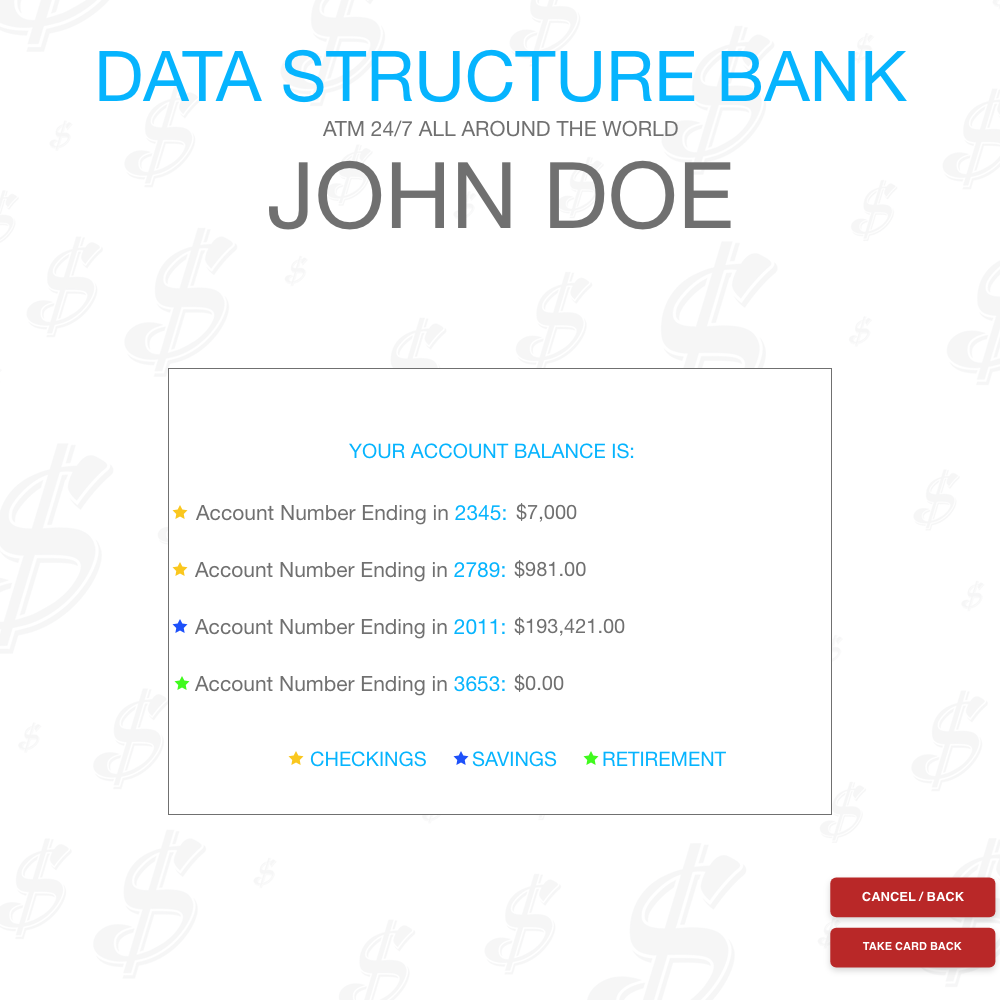 DATA STRUCTURE BANK
ATM 24/7 ALL AROUND THE WORLD
JOHN DOE
YOUR ACCOUNT BALANCE IS:
Account Number Ending in 2345: $7,000
Account Number Ending in 2789: $981.00
Account Number Ending in 2011: $193,421.00
Account Number Ending in 3653: $0.00
CHECKINGS SAVINGS RETIREMENT
CANCEL / BACK
TAKE CARD BACK